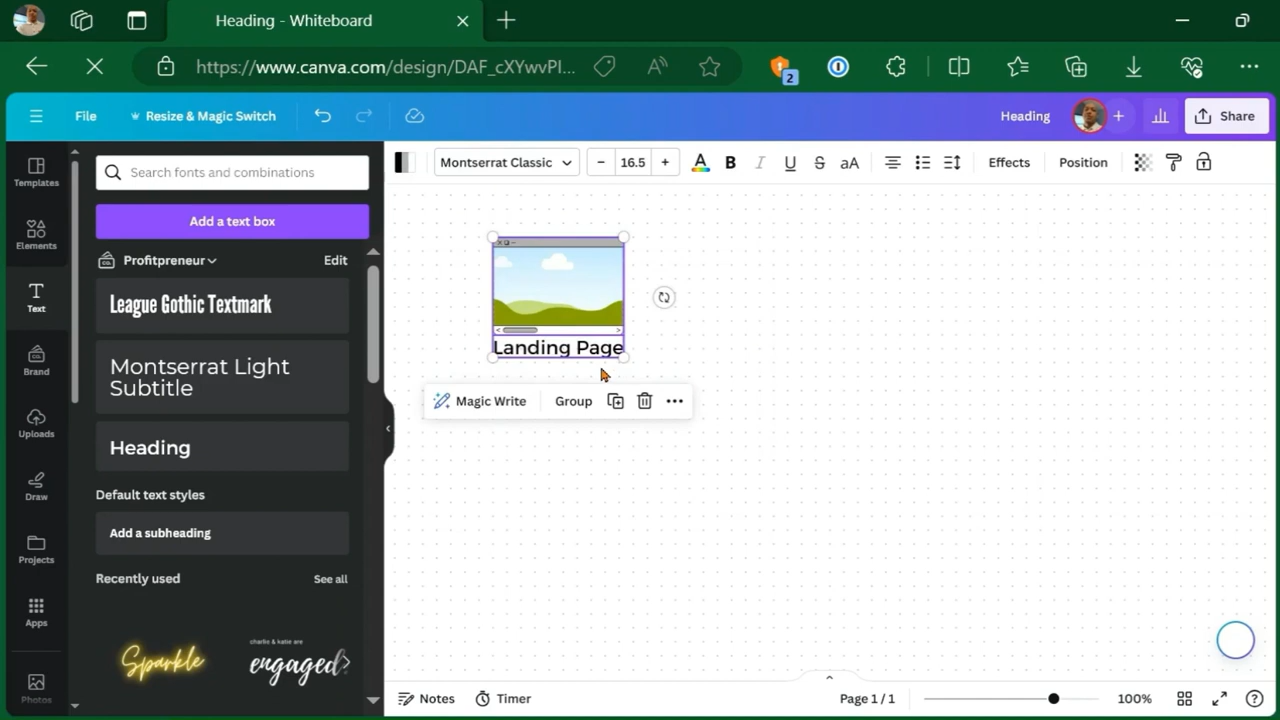 Heading - Whiteboard
https://www.canva.com/design/DAF_cXYwvPI...
2
File
Resize & Magic Switch
Heading
Share
Templates
Elements
Text
Brand
Uploads
Draw
Projects
Apps
Photos
Search fonts and combinations
Add a text box
Profitpreneur
Edit
League Gothic Textmark
Montserrat Light
Subtitle
Heading
Default text styles
Add a subheading
Recently used
See all
Sparkle
charlie & katie are
engaged
Montserrat Classic
16.5
A
B
I
U
S
aA
Effects
Position
Landing Page
Magic Write
Group
Notes
Timer
Page 1 / 1
100%